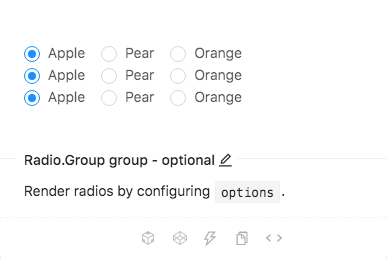 Apple Pear Orange
Apple Pear Orange
Apple Pear Orange
Radio.Group group - optional
Render radios by configuring options.